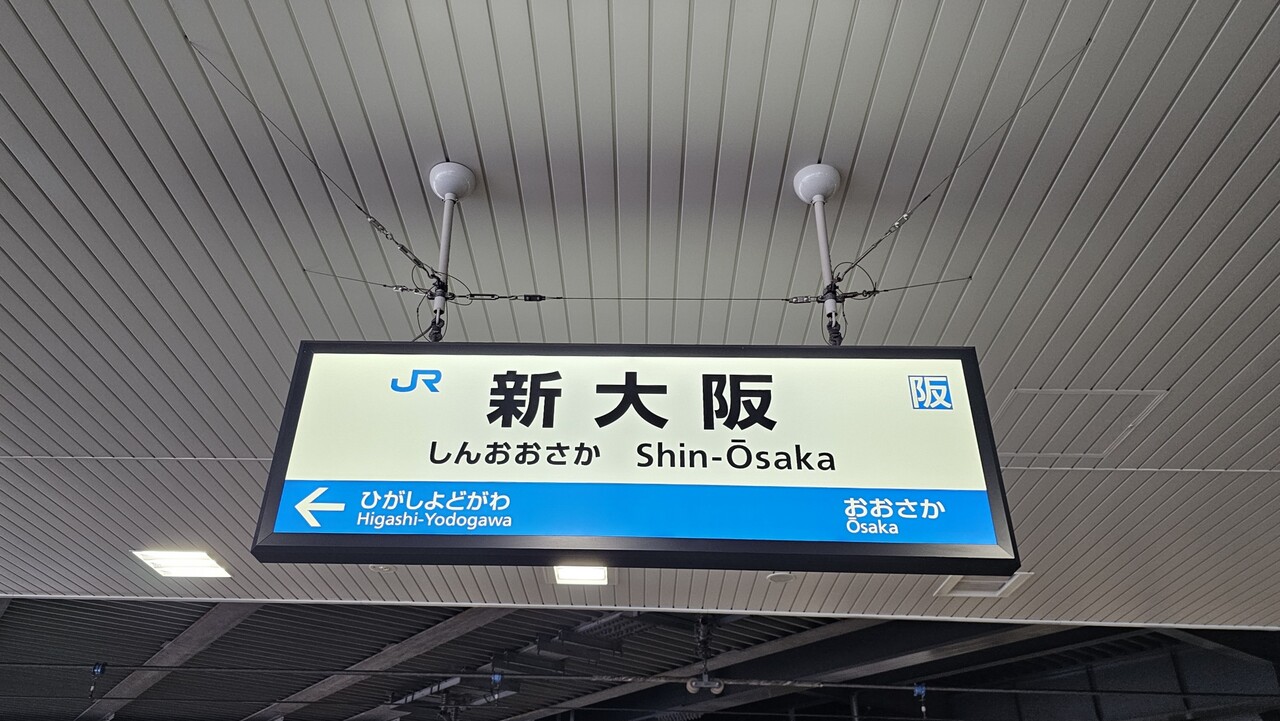 JR 新大阪 阪
しんおおさか Shin-Ōsaka
ひがしよどがわ おおさか
Higashi-Yodogawa Ōsaka